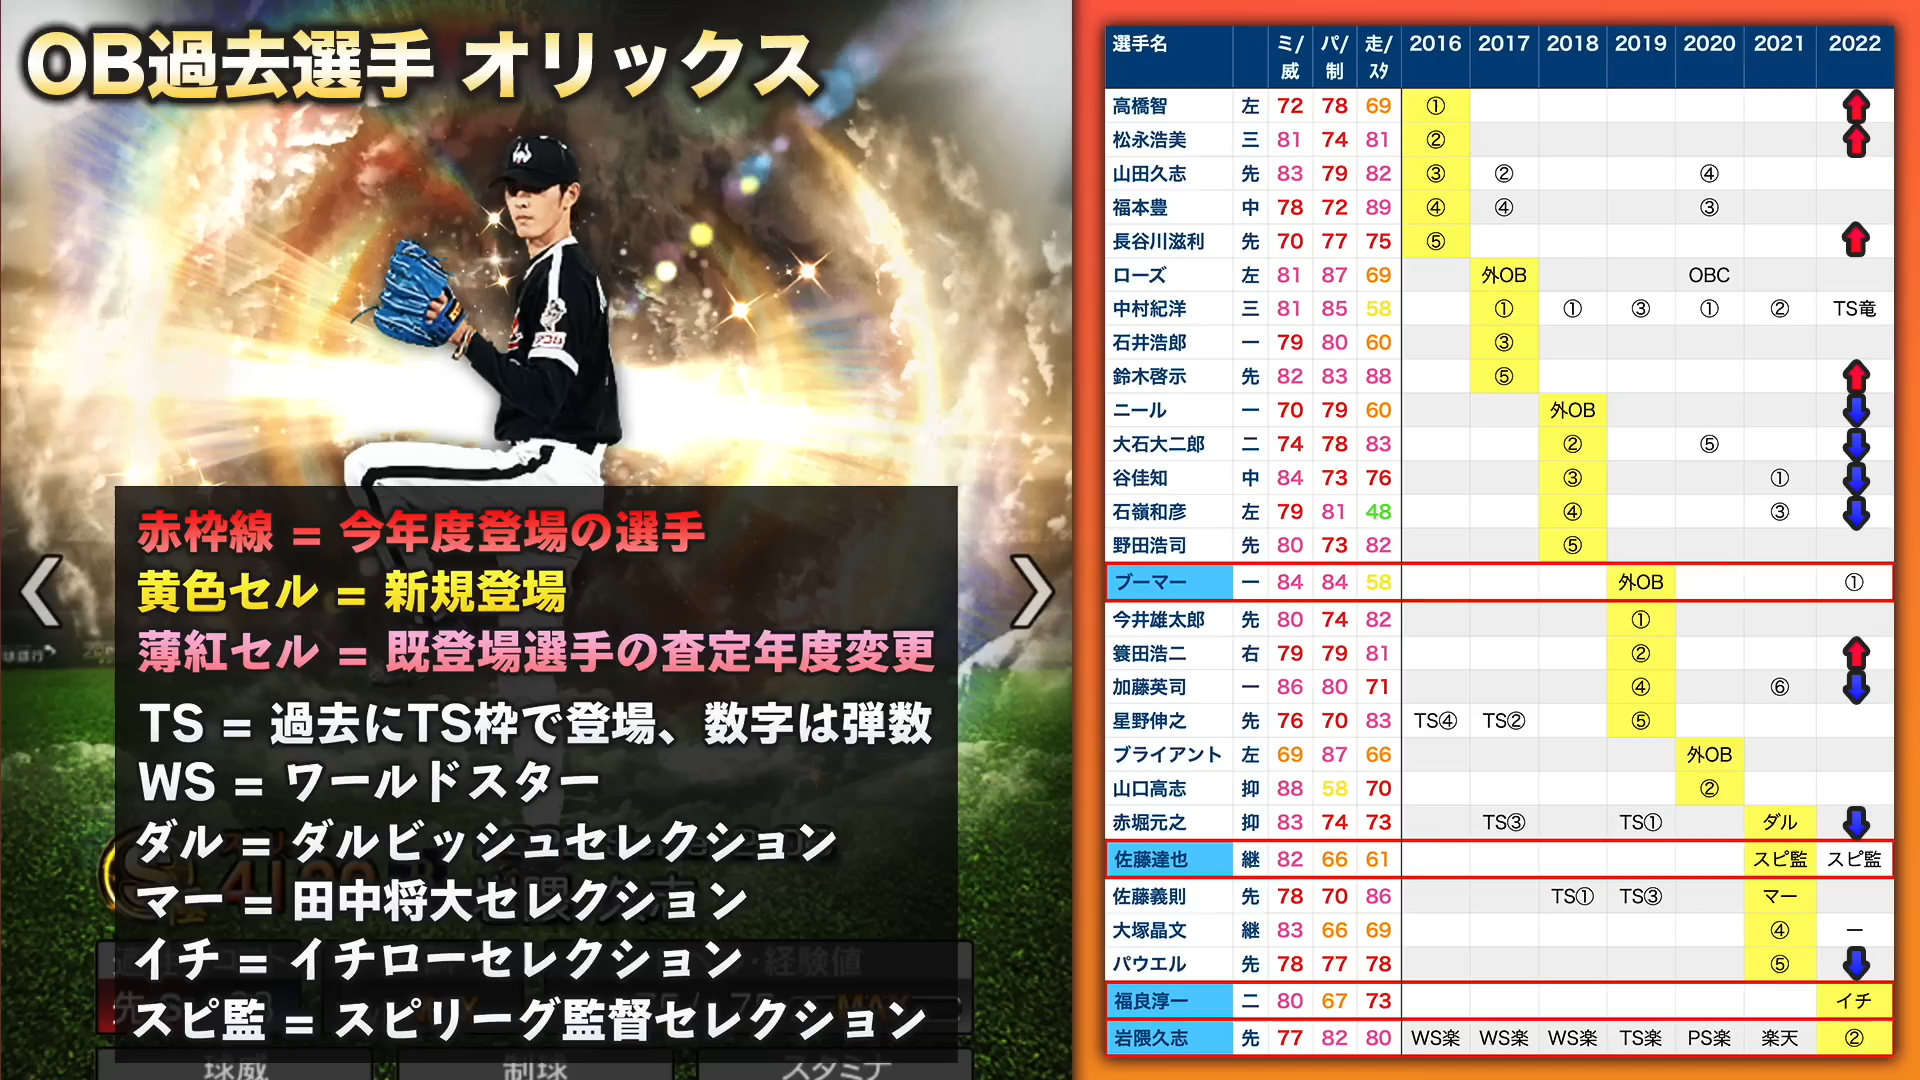 OB過去選手 オリックス
赤枠線 = 今年度登場の選手
黄色セル = 新規登場
薄紅セル = 既登場選手の査定年度変更
TS = 過去にTS枠で登場、数字は弾数
WS = ワールドスター
ダル = ダルビッシュセレクション
マー = 田中将大セレクション
イチ = イチローセレクション
スピ監 = スピリーグ監督セレクション
球威 制球 スタミナ
選手名 ミ/威 パ/制 走/スタ 2016 2017 2018 2019 2020 2021 2022
高橋智 左 72 78 69 ①
松永浩美 三 81 74 81 ②
山田久志 先 83 79 82 ③ ② ④
福本豊 中 78 72 89 ④ ④ ③
長谷川滋利 先 70 77 75 ⑤
ローズ 左 81 87 69 外OB OBC
中村紀洋 三 81 85 58 ① ① ③ ① ② TS竜
石井浩郎 一 79 80 60 ③
鈴木啓示 先 82 83 88 ⑤
ニール 一 70 79 60 外OB
大石大二郎 二 74 78 83 ② ⑤
谷佳知 中 84 73 76 ③ ①
石嶺和彦 左 79 81 48 ④ ③
野田浩司 先 80 73 82 ⑤
ブーマー 一 84 84 58 外OB ①
今井雄太郎 先 80 74 82 ①
簑田浩二 右 79 79 81 ②
加藤英司 一 86 80 71 ④ ⑥
星野伸之 先 76 70 83 TS④ TS② ⑤
ブライアント 左 69 87 66 外OB
山口高志 抑 88 58 70 ②
赤堀元之 抑 83 74 73 TS③ TS① ダル
佐藤達也 継 82 66 61 スピ監 スピ監
佐藤義則 先 78 70 86 TS① TS③ マー
大塚晶文 継 83 66 69 ④ ー
パウエル 先 78 77 78 ⑤
福良淳一 二 80 67 73 イチ
岩隈久志 先 77 82 80 WS楽 WS楽 WS楽 TS楽 PS楽 楽天 ②